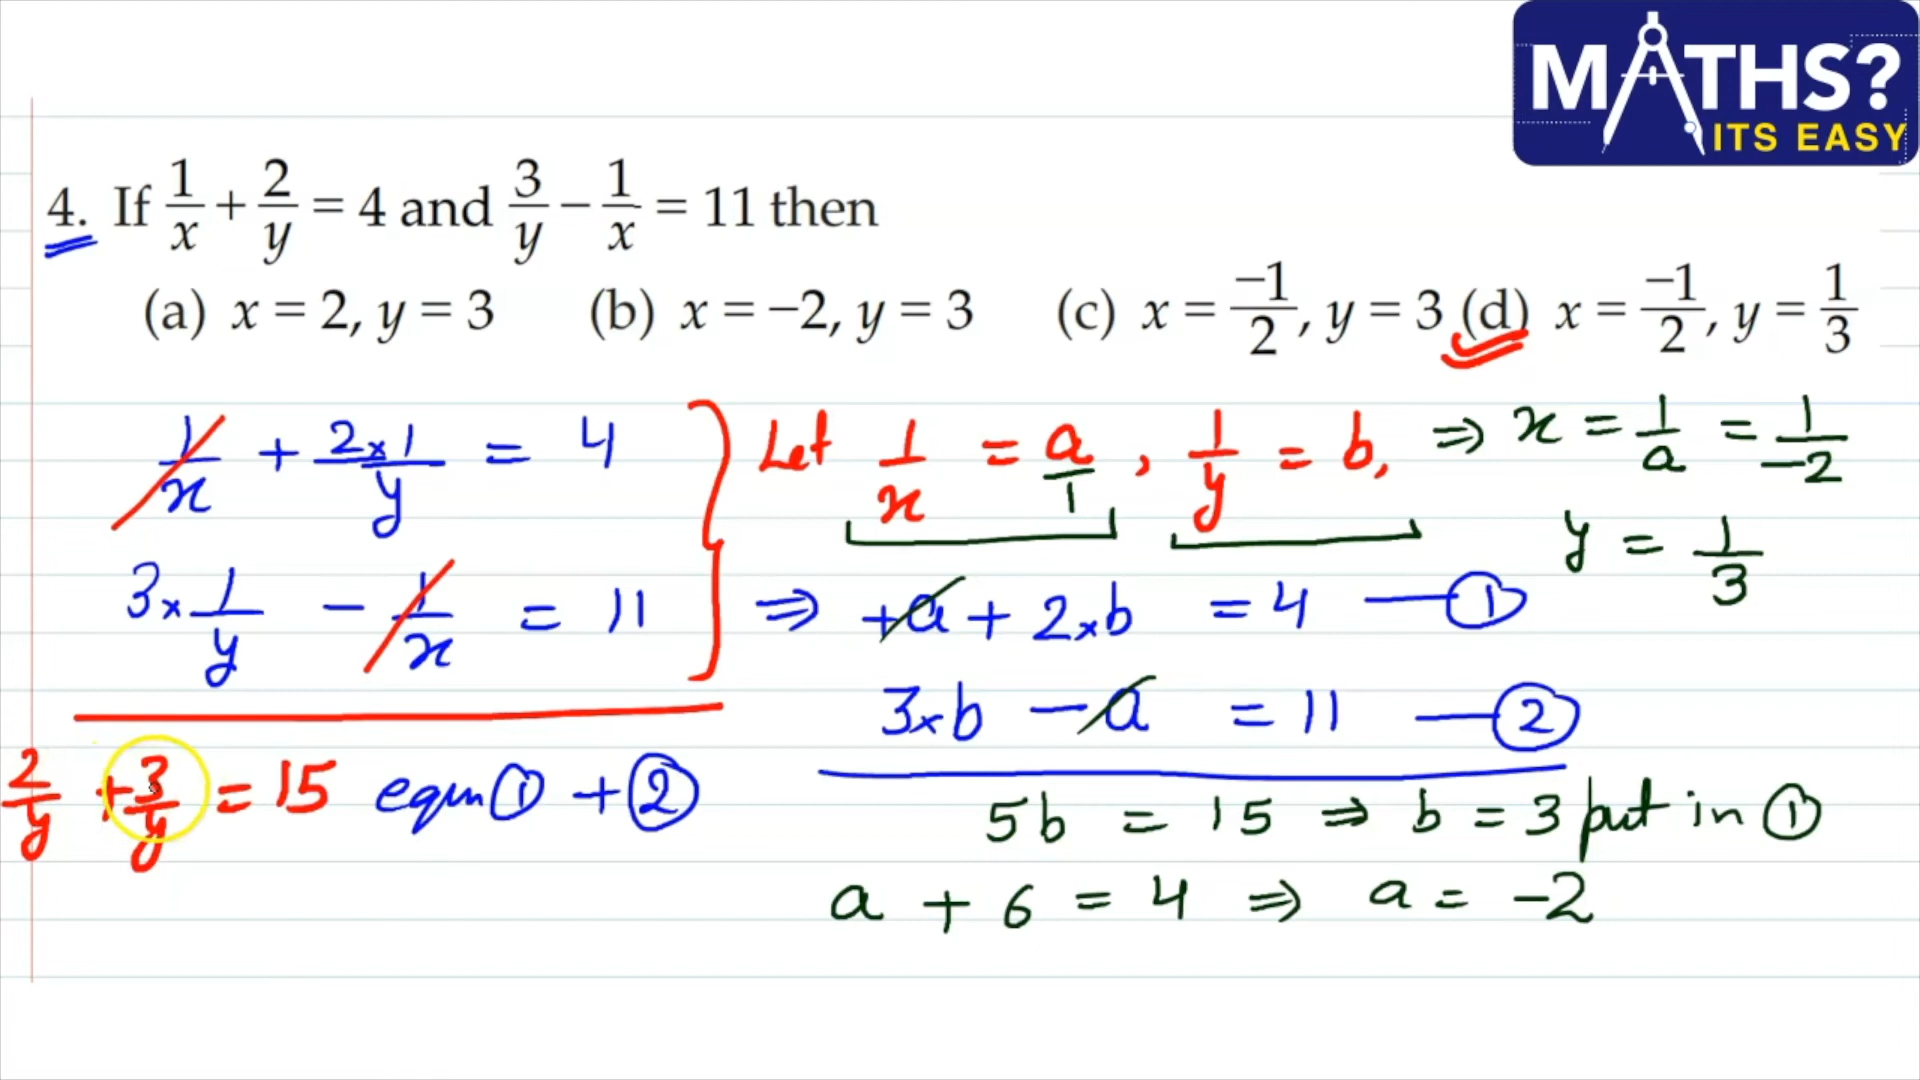 MATHS?
ITS EASY
4. If 1/x + 2/y = 4 and 3/y − 1/x = 11 then
(a) x = 2, y = 3 (b) x = −2, y = 3 (c) x = −1/2, y = 3 (d) x = −1/2, y = 1/3
1/x + 2×1/y = 4
3×1/y − 1/x = 11
2/y + 3/y = 15 eqn ① + ②
Let 1/x = a/1, 1/y = b, ⇒ x = 1/a = 1/−2
y = 1/3
⇒ +a + 2×b = 4 — ①
3×b − a = 11 — ②
5b = 15 ⇒ b = 3 put in ①
a + 6 = 4 ⇒ a = −2